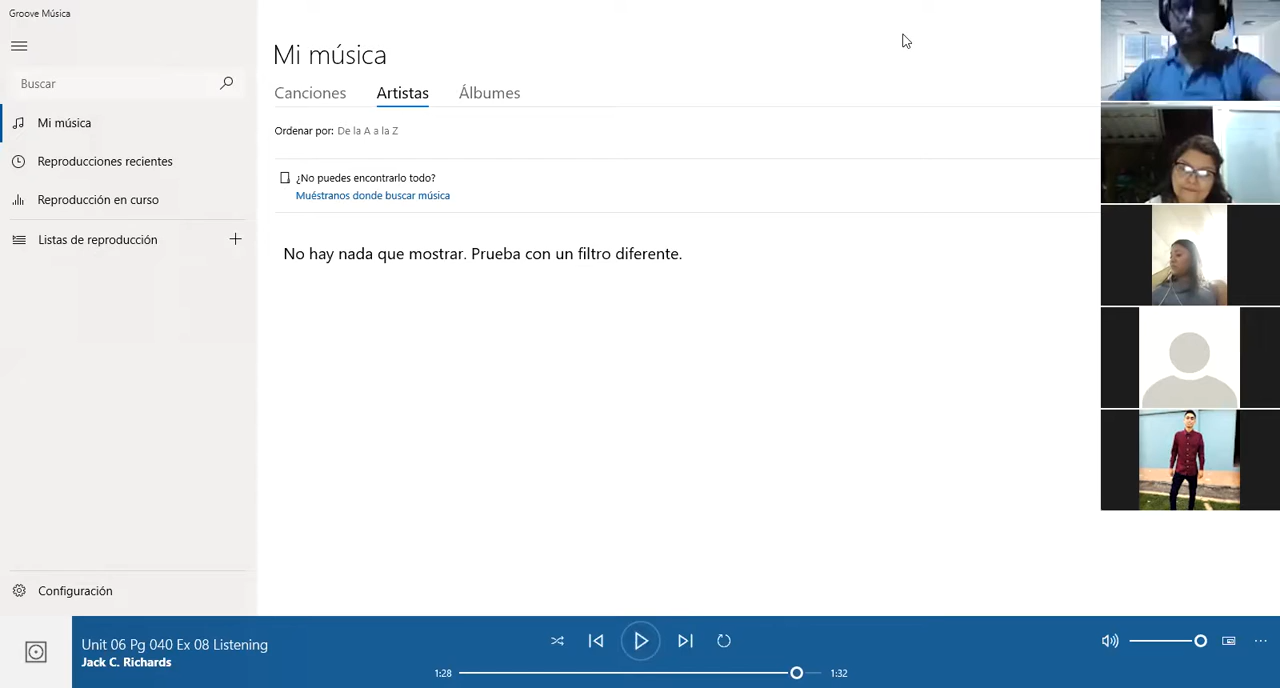 Groove Música
Buscar
Mi música
Reproducciones recientes
Reproducción en curso
Listas de reproducción
Configuración
Mi música
Canciones Artistas Álbumes
Ordenar por: De la A a la Z
¿No puedes encontrarlo todo?
Muéstranos donde buscar música
No hay nada que mostrar. Prueba con un filtro diferente.
Unit 06 Pg 040 Ex 08 Listening
Jack C. Richards
1:28 1:32